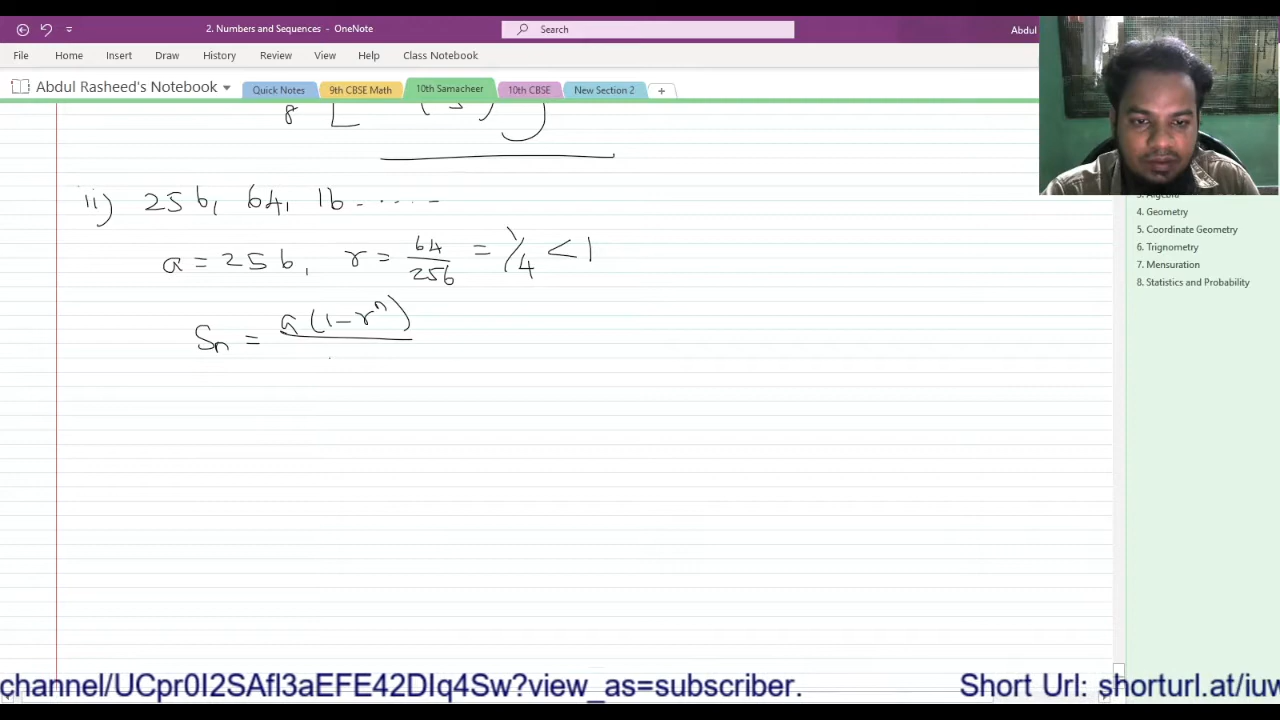 2. Numbers and Sequences - OneNote
Search
Abdul
File Home Insert Draw History Review View Help Class Notebook
Abdul Rasheed's Notebook
Quick Notes
9th CBSE Math
10th Samacheer
10th CBSE
New Section 2
+
8 [
ii) 256, 64, 16 - ......
a = 256, r = 64/256 = 1/4 < 1
Sn = a(1-r^n)
4. Geometry
5. Coordinate Geometry
6. Trignometry
7. Mensuration
8. Statistics and Probability
channel/UCpr0I2SAfI3aEFE42DIq4Sw?view_as=subscriber.
Short Url: shorturl.at/iuw